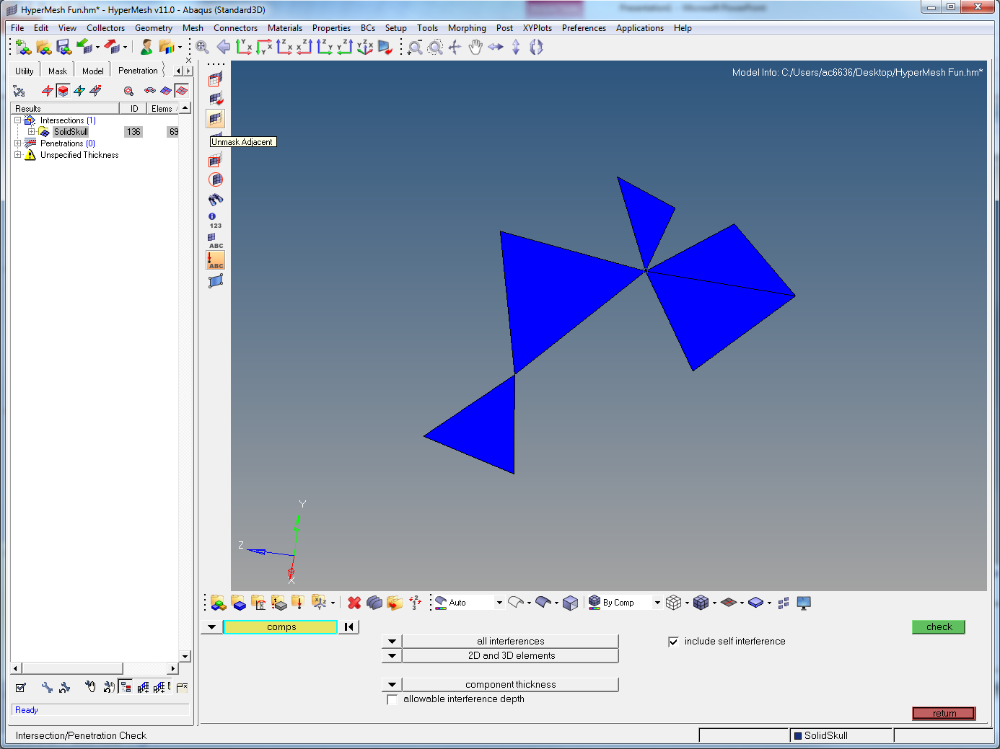 HyperMesh Fun.hm* - HyperMesh v11.0 - Abaqus (Standard3D)
Presentation1 - Microsoft PowerPoint
File Edit View Collectors Geometry Mesh Connectors Materials Properties BCs Setup Tools Morphing Post XYPlots Preferences Applications Help
Utility Mask Model Penetration
Model Info: C:/Users/ac6636/Desktop/HyperMesh Fun.hm*
Results ID Elems
Intersections (1)
SolidSkull 136 69
Penetrations (0)
Unspecified Thickness
Unmask Adjacent
123
ABC
ABC
Y
Z
X
Auto
By Comp
comps
check
all interferences
include self interference
2D and 3D elements
component thickness
allowable interference depth
Ready
return
Intersection/Penetration Check
SolidSkull